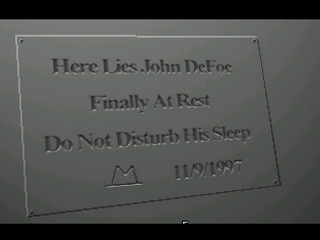 Here Lies John DeFoe
Finally At Rest
Do Not Disturb His Sleep
11/9/1997